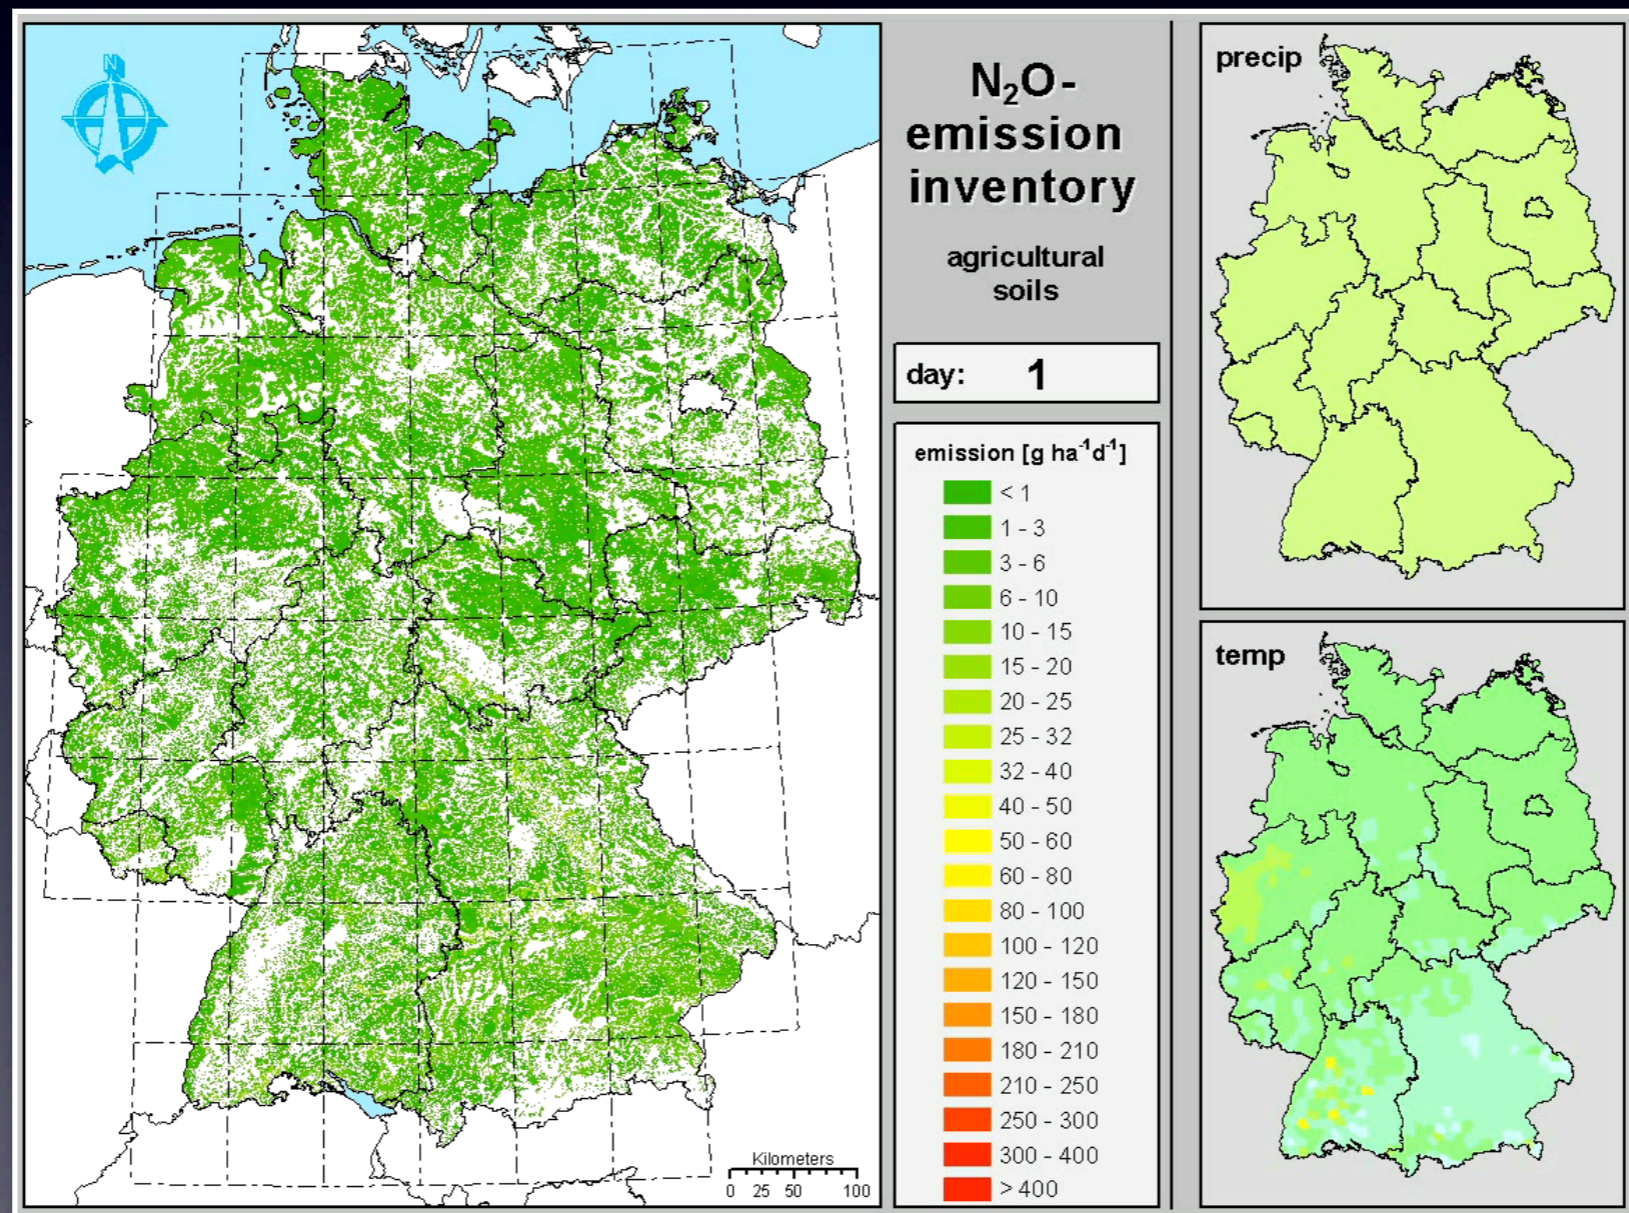 N
Kilometers
0 25 50 100
N₂O-
emission
inventory
agricultural
soils
day: 1
emission [g ha⁻¹d⁻¹]
< 1
1 - 3
3 - 6
6 - 10
10 - 15
15 - 20
20 - 25
25 - 32
32 - 40
40 - 50
50 - 60
60 - 80
80 - 100
100 - 120
120 - 150
150 - 180
180 - 210
210 - 250
250 - 300
300 - 400
> 400
precip
temp